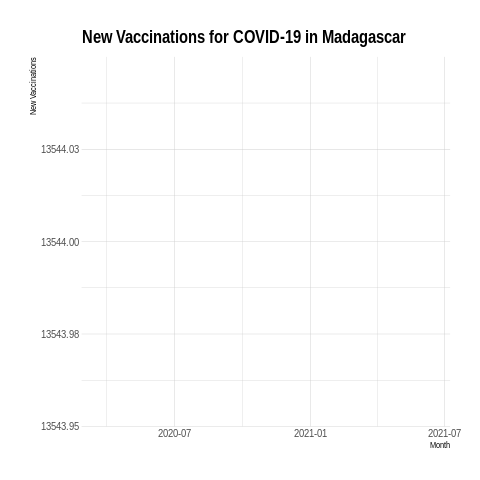 New Vaccinations for COVID-19 in Madagascar
New Vaccinations
13544.03
13544.00
13543.98
13543.95
2020-07 2021-01 2021-07
Month